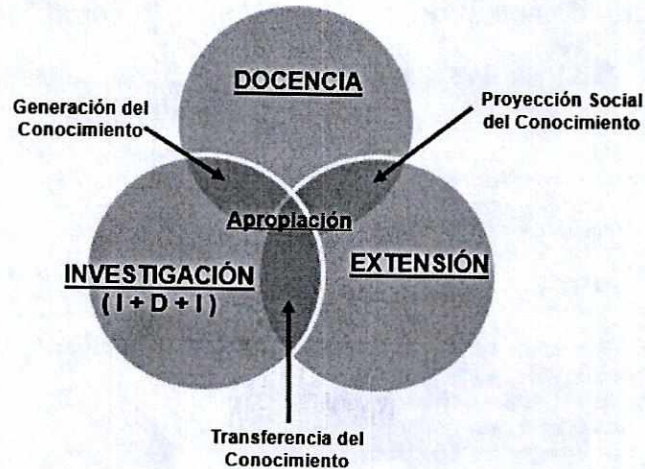 DOCENCIA
Generación del
Conocimiento
Proyección Social
del Conocimiento
Apropiación
INVESTIGACIÓN
( I + D + I )
EXTENSIÓN
Transferencia del
Conocimiento